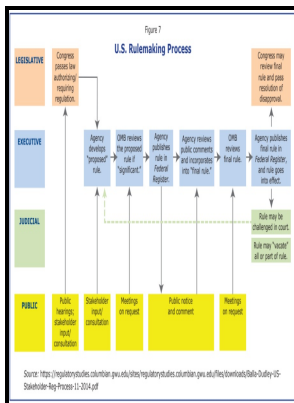 Figure 7
U.S. Rulemaking Process
LEGISLATIVE
Congress
passes law
authorizing/
requiring
regulation.
Congress may
review final
rule and pass
resolution of
disapproval.
EXECUTIVE
Agency
develops
"proposed"
rule.
OMB reviews
the proposed
rule if
"significant."
Agency
publishes
rule in
Federal
Register.
Agency reviews
public comments
and incorporates
into "final rule."
OMB
reviews
final rule.
Agency publishes
final rule in
Federal Register,
and rule goes
into effect.
JUDICIAL
Rule may be
challenged in court.
Rule may "vacate"
all or part of rule.
PUBLIC
Public
hearings;
stakeholder
input/
consultation
Stakeholder
input/
consultation
Meetings
on request
Public notice
and comment
Meetings
on request
Source: https://regulatorystudies.columbian.gwu.edu/sites/regulatorystudies.columbian.gwu.edu/files/downloads/Balla-Dudley-US-
Stakeholder-Reg-Process-11-2014.pdf